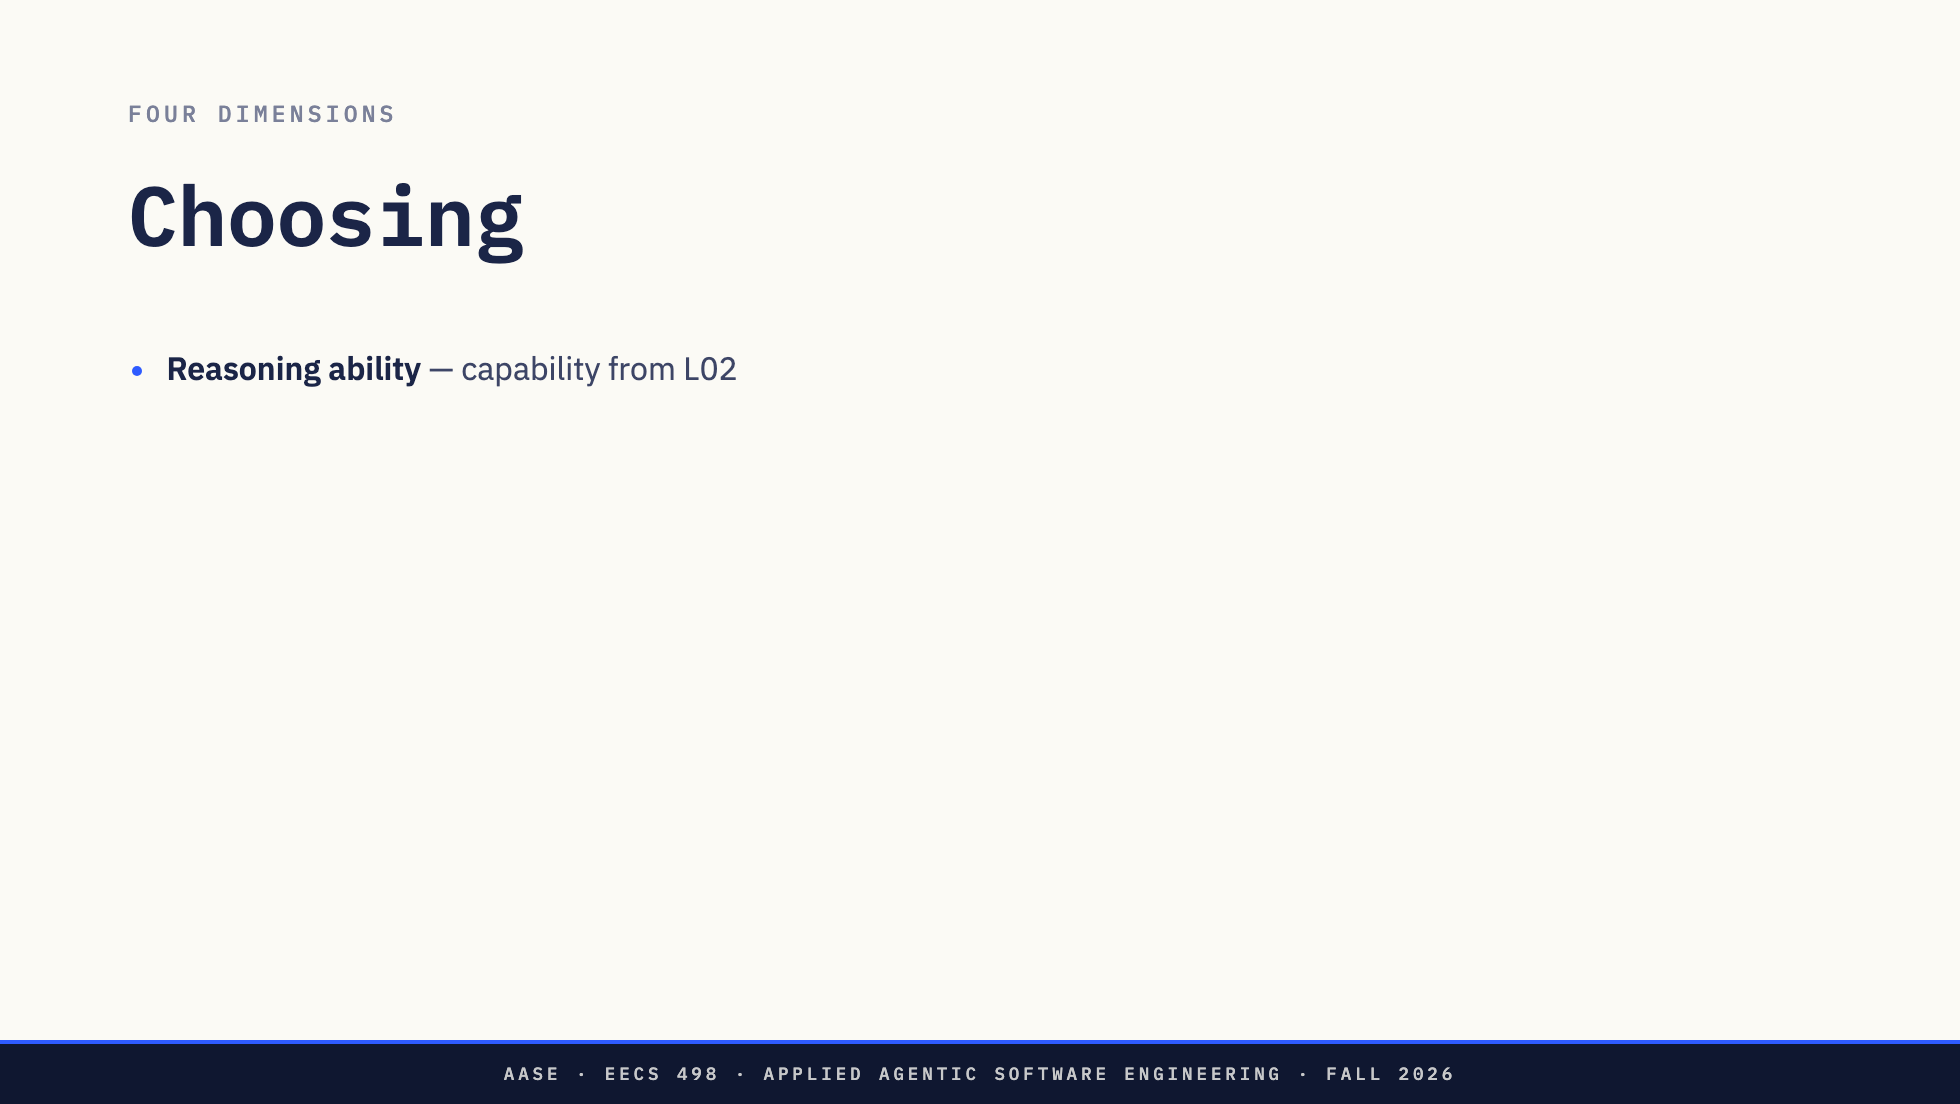 FOUR DIMENSIONS
Choosing
• Reasoning ability — capability from L02
AASE · EECS 498 · APPLIED AGENTIC SOFTWARE ENGINEERING · FALL 2026